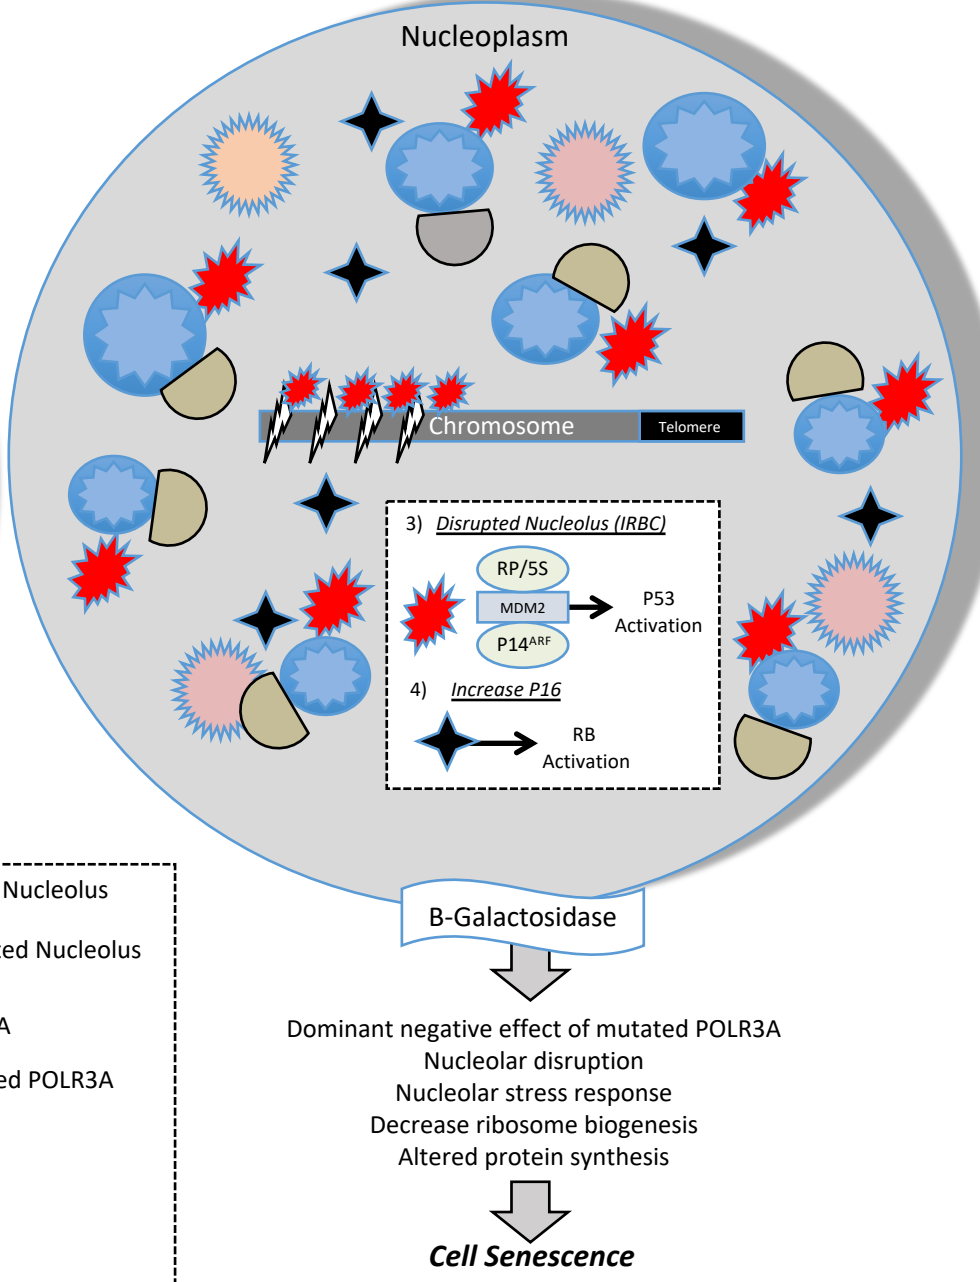 Nucleoplasm
Chromosome
Telomere
3) Disrupted Nucleolus (IRBC)
RP/5S
MDM2
P14ARF
P53
Activation
4) Increase P16
RB
Activation
Nucleolus
Nucleolus
POLR3A
B-Galactosidase
Dominant negative effect of mutated POLR3A
Nucleolar disruption
Nucleolar stress response
Decrease ribosome biogenesis
Altered protein synthesis
Cell Senescence